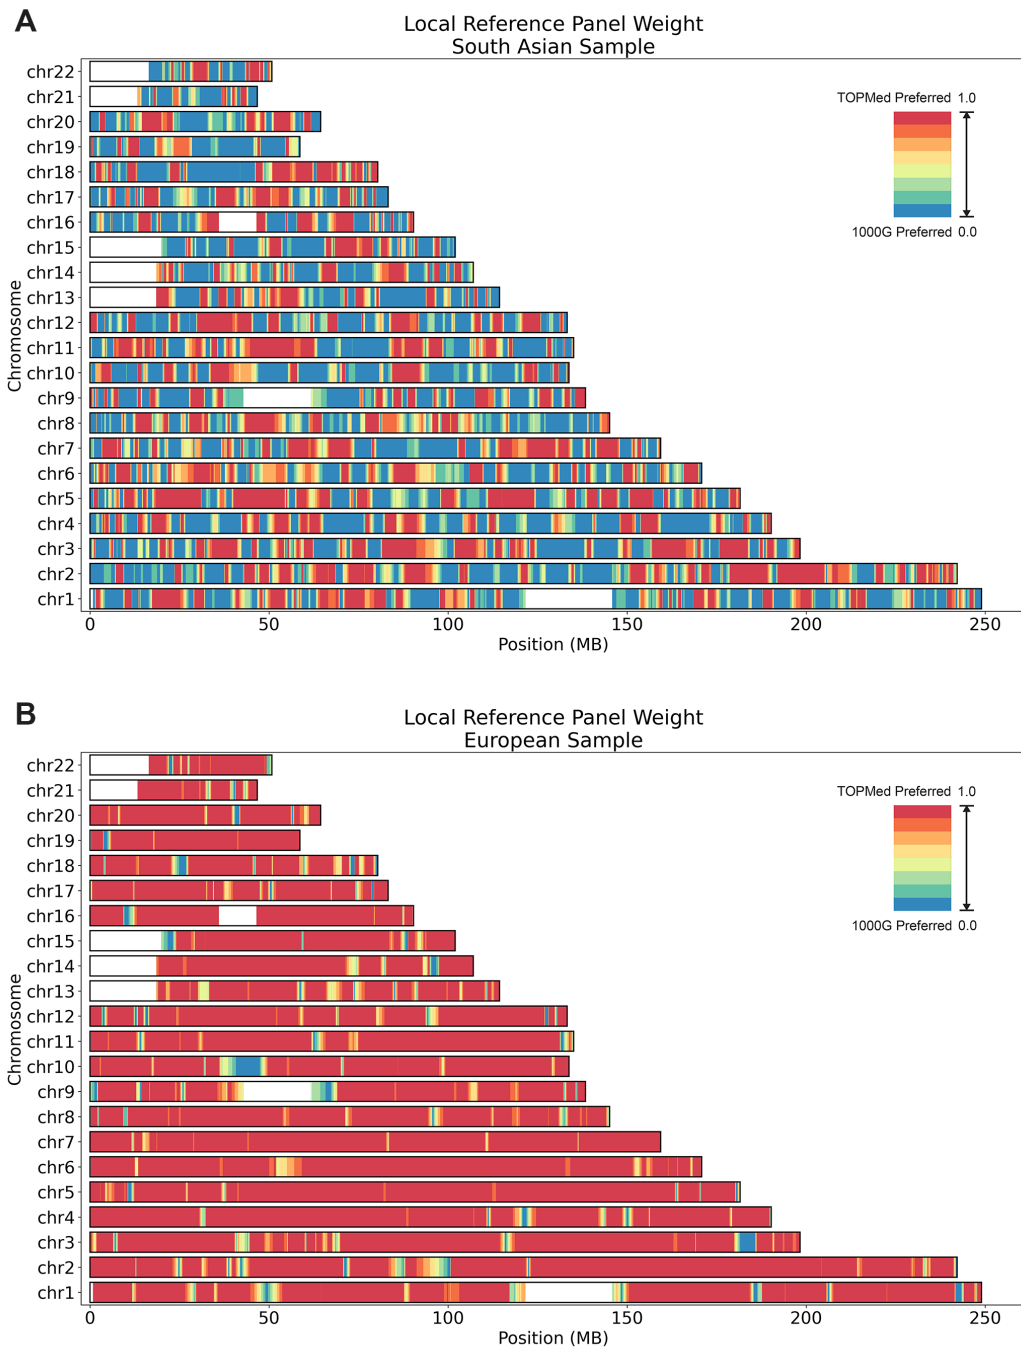 A
Local Reference Panel Weight
South Asian Sample
chr22
chr21
chr20
chr19
chr18
chr17
chr16
chr15
chr14
chr13
chr12
chr11
chr10
chr9
chr8
chr7
chr6
chr5
chr4
chr3
chr2
chr1
Chromosome
TOPMed Preferred 1.0
1000G Preferred 0.0
0 50 100 150 200 250
Position (MB)
B
Local Reference Panel Weight
European Sample
chr22
chr21
chr20
chr19
chr18
chr17
chr16
chr15
chr14
chr13
chr12
chr11
chr10
chr9
chr8
chr7
chr6
chr5
chr4
chr3
chr2
chr1
Chromosome
TOPMed Preferred 1.0
1000G Preferred 0.0
0 50 100 150 200 250
Position (MB)